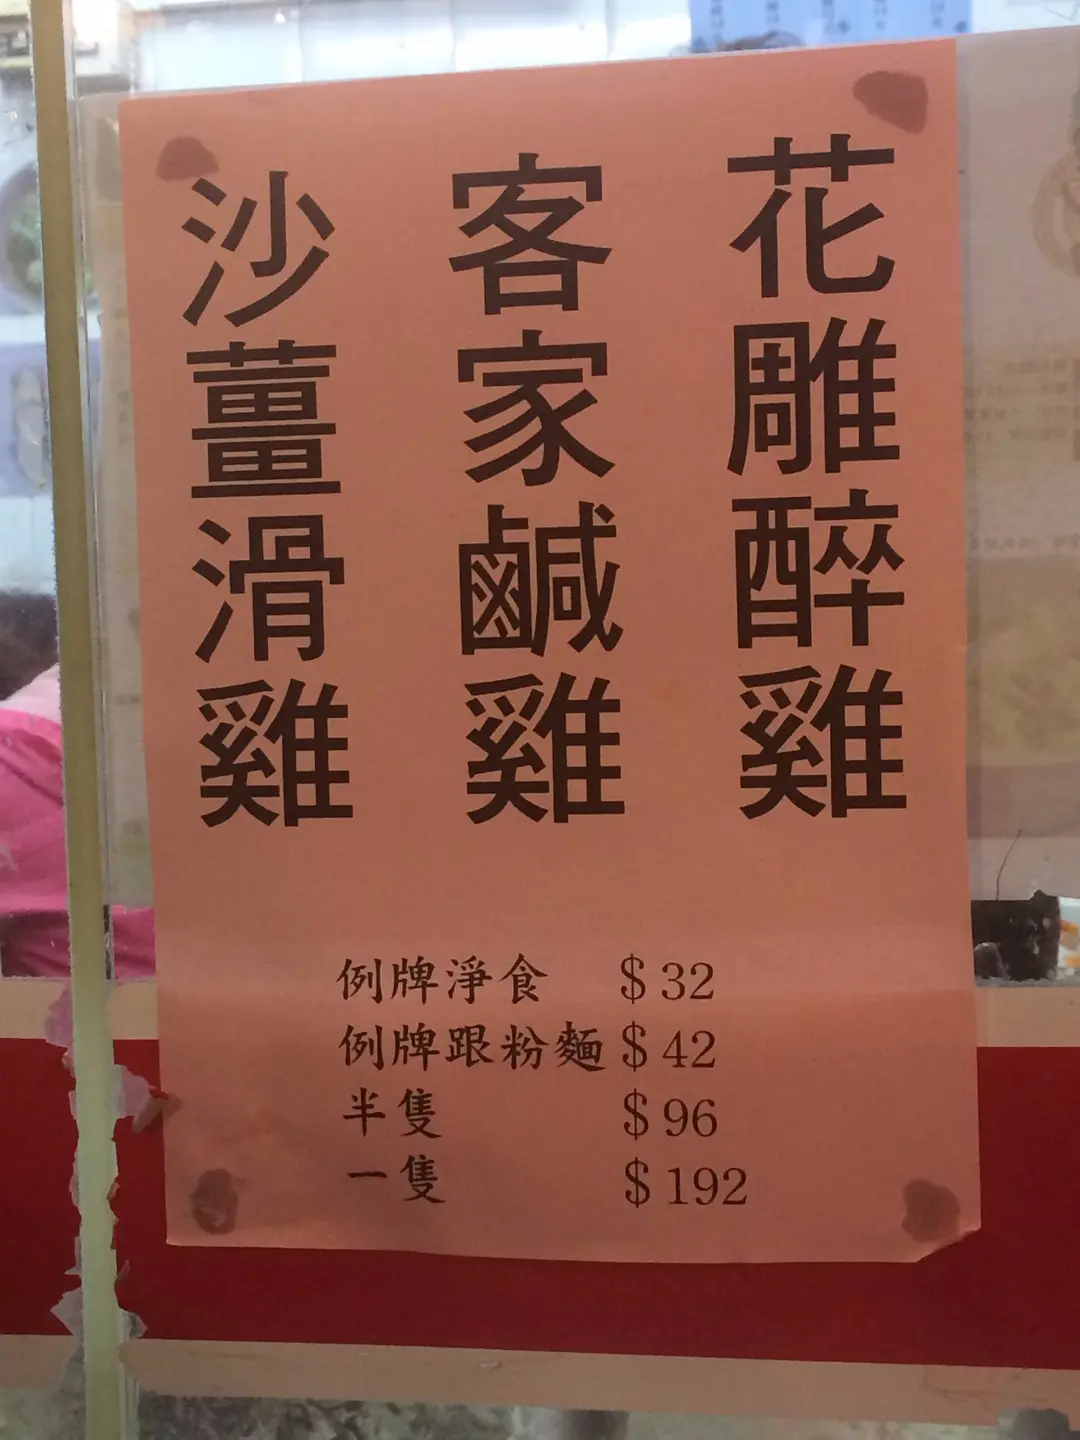 花雕醉雞
客家鹹雞
沙薑滑雞
例牌淨食 $32
例牌跟粉麵 $42
半隻 $96
一隻 $192